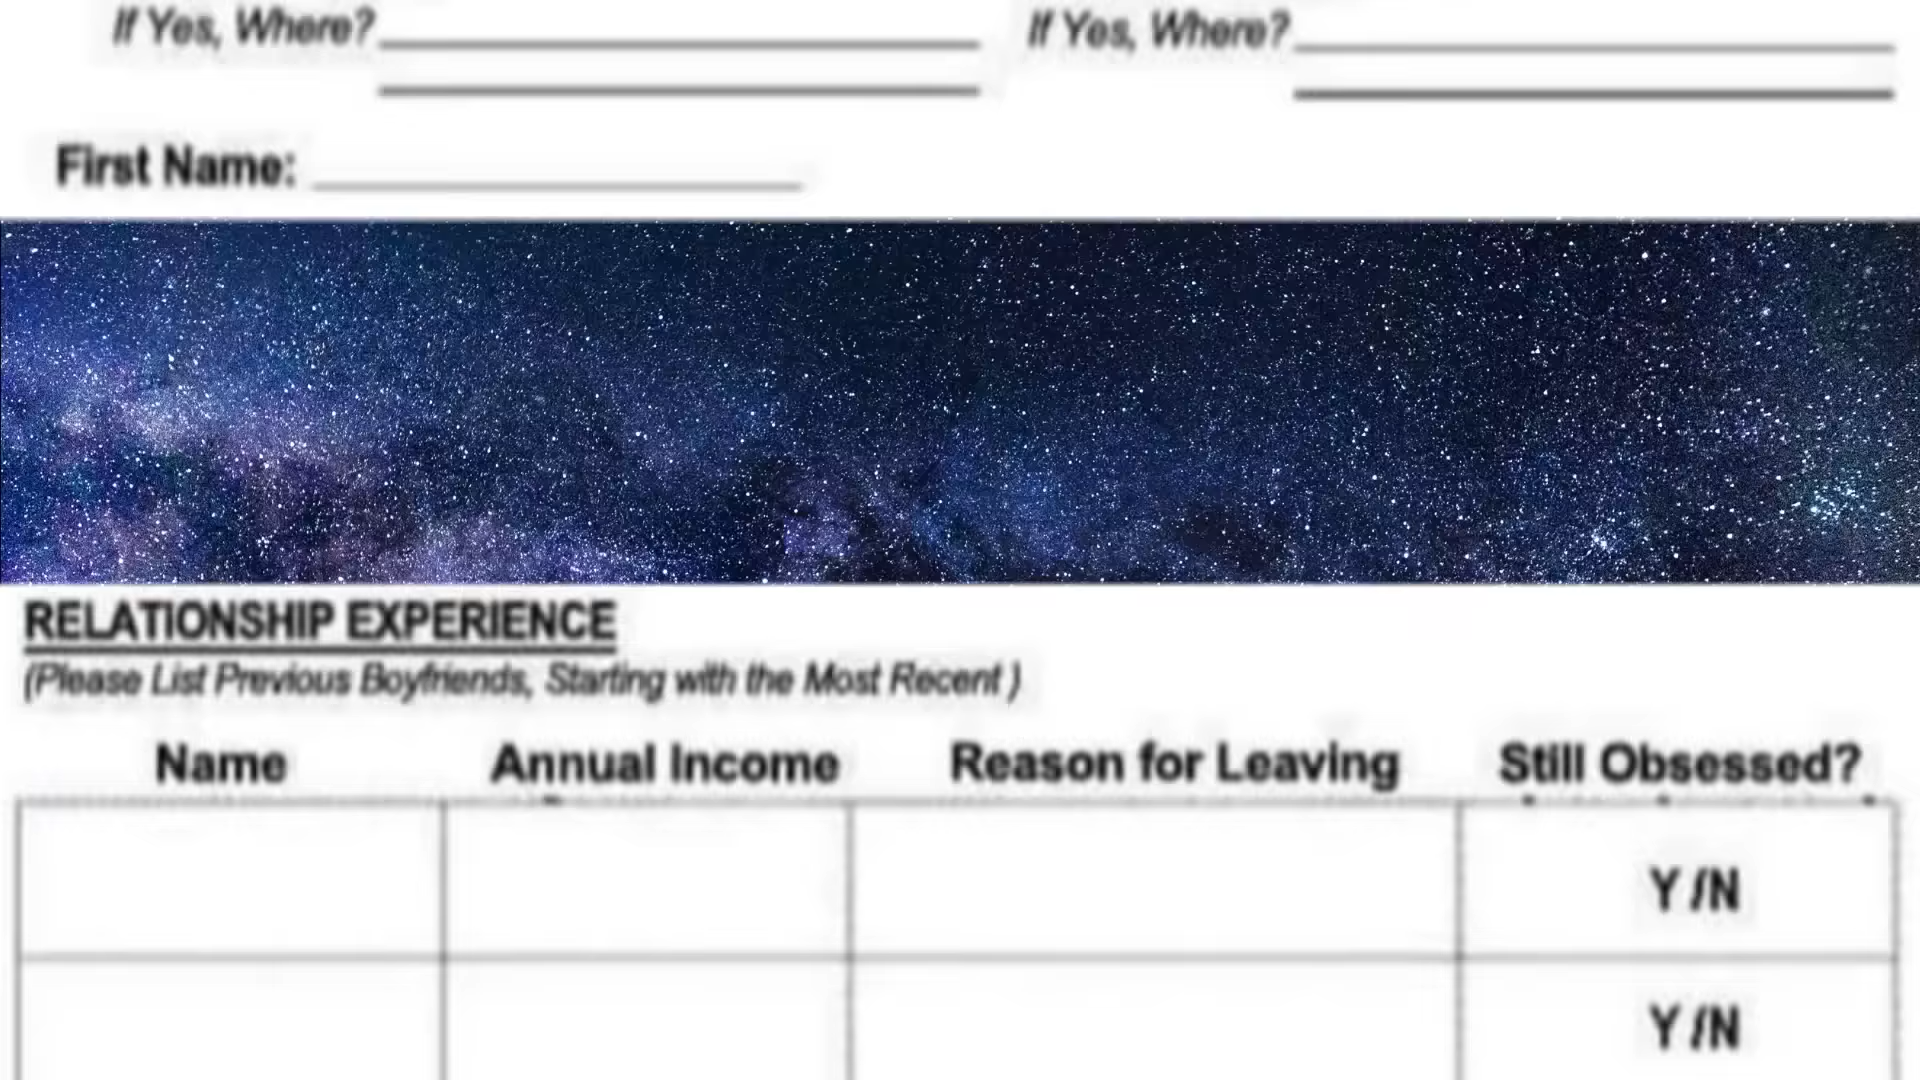 If Yes, Where? If Yes, Where?
First Name:
RELATIONSHIP EXPERIENCE
(Please List Previous Boyfriends, Starting with the Most Recent )
Name Annual Income Reason for Leaving Still Obsessed?
Y /N
Y /N